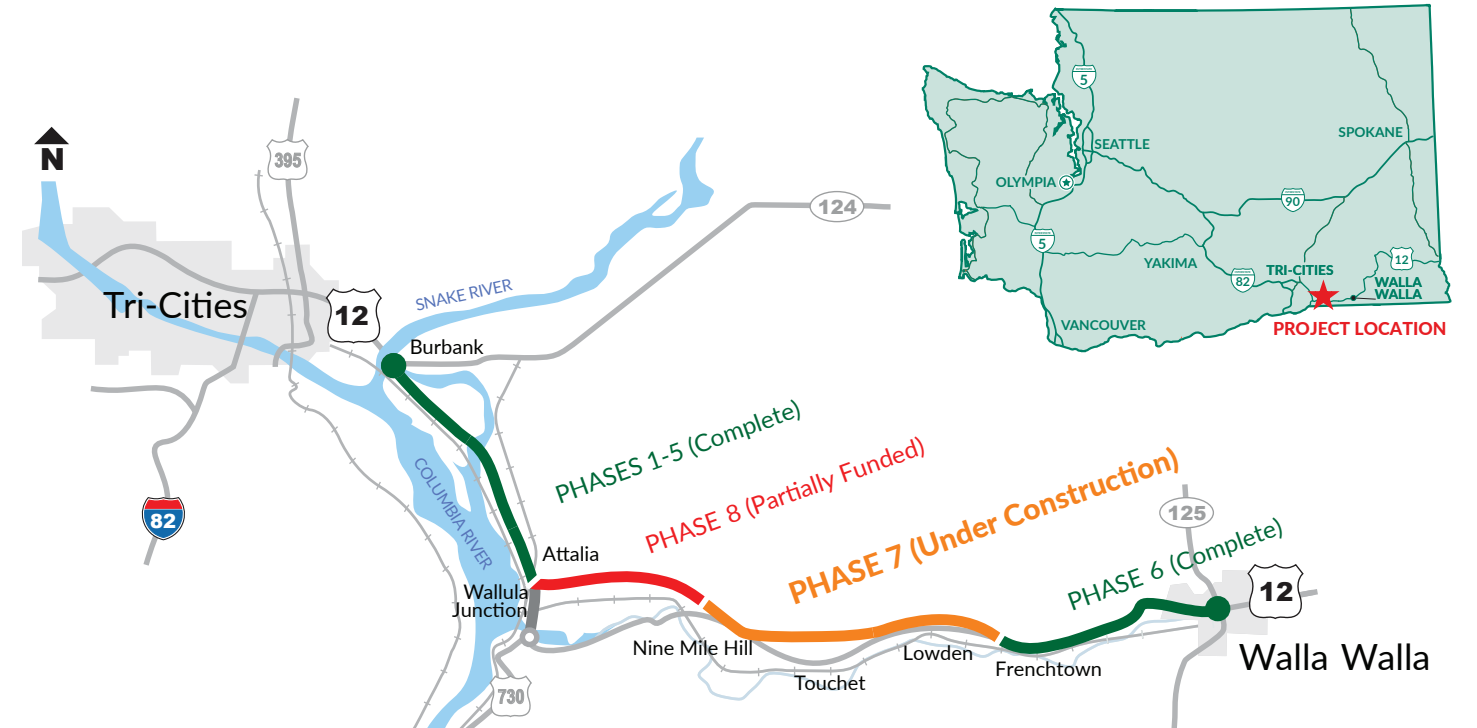 N
395
Tri-Cities
12
SNAKE RIVER
124
Burbank
82
COLUMBIA RIVER
PHASES 1-5 (Complete)
PHASE 8 (Partially Funded)
PHASE 7 (Under Construction)
PHASE 6 (Complete)
125
12
Attalia
Wallula
Junction
Nine Mile Hill
Touchet
Lowden
Frenchtown
Walla Walla
730
5
SEATTLE
SPOKANE
OLYMPIA
90
5
YAKIMA
82
TRI-CITIES
12
WALLA
WALLA
VANCOUVER
PROJECT LOCATION